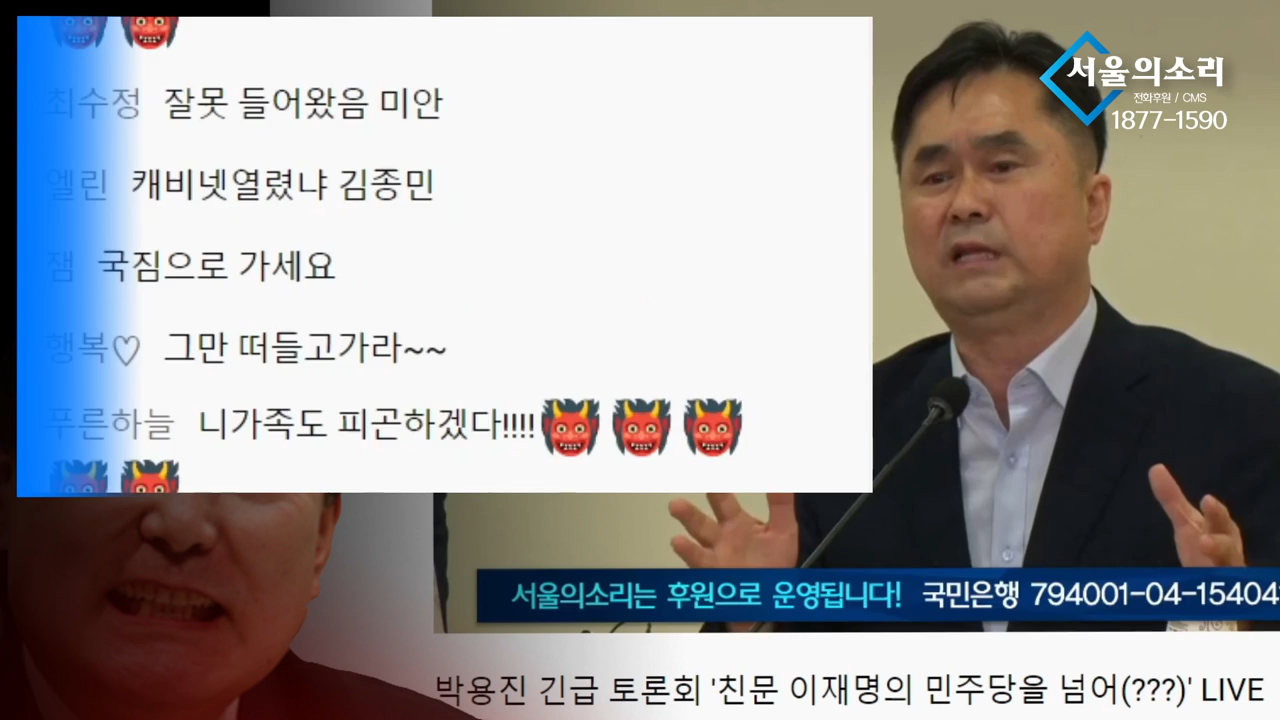 최수정 잘못 들어왔음 미안
엘린 캐비넷열렸냐 김종민
잼 국짐으로 가세요
행복♡ 그만 떠들고가라~~
푸른하늘 니가족도 피곤하겠다!!!!👹👹👹
👹👹
서울의소리
전화후원 / CMS
1877-1590
서울의소리는 후원으로 운영됩니다! 국민은행 794001-04-15404
박용진 긴급 토론회 '친문 이재명의 민주당을 넘어(???)' LIVE